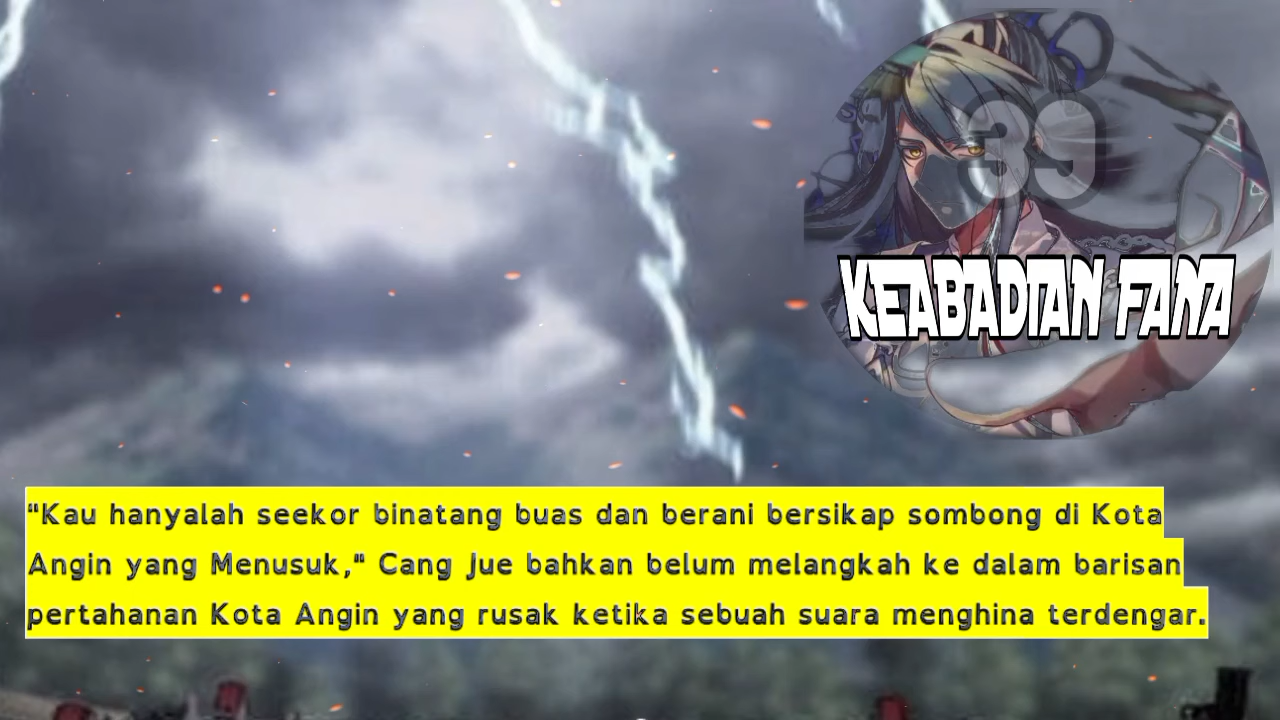 39
KEABADIAN FANA
"Kau hanyalah seekor binatang buas dan berani bersikap sombong di Kota
Angin yang Menusuk," Cang Jue bahkan belum melangkah ke dalam barisan
pertahanan Kota Angin yang rusak ketika sebuah suara menghina terdengar.